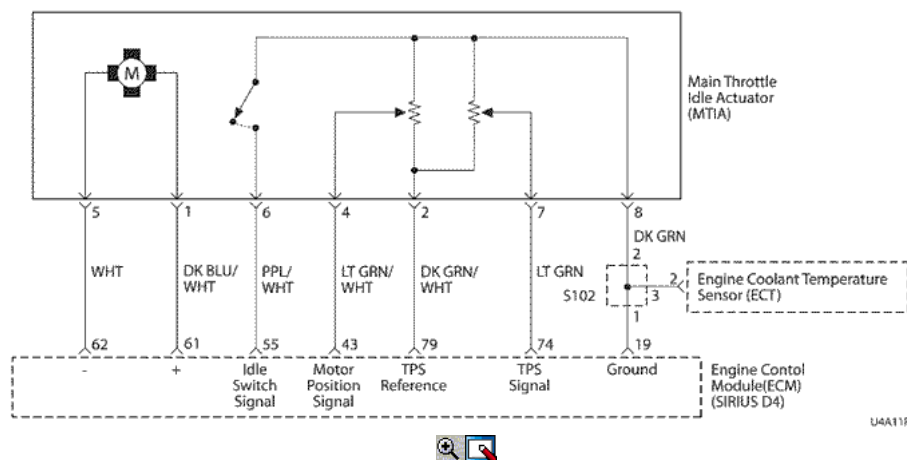 M
Main Throttle
Idle Actuator
(MTIA)
5 1 6 4 2 7 8
DK GRN
2
WHT
DK BLU/
WHT
PPL/
WHT
LT GRN/
WHT
DK GRN/
WHT
LT GRN
S102
3
2
Engine Coolant Temperature
Sensor (ECT)
1
62 61 55 43 79 74 19
-
+
Idle
Switch
Signal
Motor
Position
Signal
TPS
Reference
TPS
Signal
Ground
Engine Contol
Module(ECM)
(SIRIUS D4)